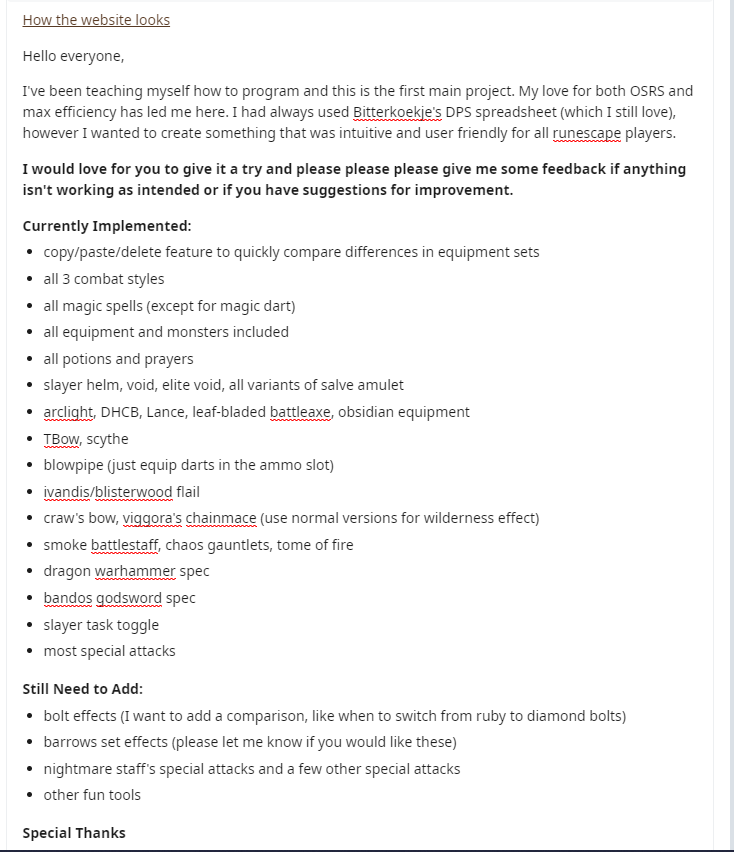 How the website looks
Hello everyone,
I've been teaching myself how to program and this is the first main project. My love for both OSRS and
max efficiency has led me here. I had always used Bitterkoekje's DPS spreadsheet (which I still love),
however I wanted to create something that was intuitive and user friendly for all runescape players.
I would love for you to give it a try and please please please give me some feedback if anything
isn't working as intended or if you have suggestions for improvement.
Currently Implemented:
• copy/paste/delete feature to quickly compare differences in equipment sets
• all 3 combat styles
• all magic spells (except for magic dart)
• all equipment and monsters included
• all potions and prayers
• slayer helm, void, elite void, all variants of salve amulet
• arclight, DHCB, Lance, leaf-bladed battleaxe, obsidian equipment
• TBow, scythe
• blowpipe (just equip darts in the ammo slot)
• ivandis/blisterwood flail
• craw's bow, viggora's chainmace (use normal versions for wilderness effect)
• smoke battlestaff, chaos gauntlets, tome of fire
• dragon warhammer spec
• bandos godsword spec
• slayer task toggle
• most special attacks
Still Need to Add:
• bolt effects (I want to add a comparison, like when to switch from ruby to diamond bolts)
• barrows set effects (please let me know if you would like these)
• nightmare staff's special attacks and a few other special attacks
• other fun tools
Special Thanks